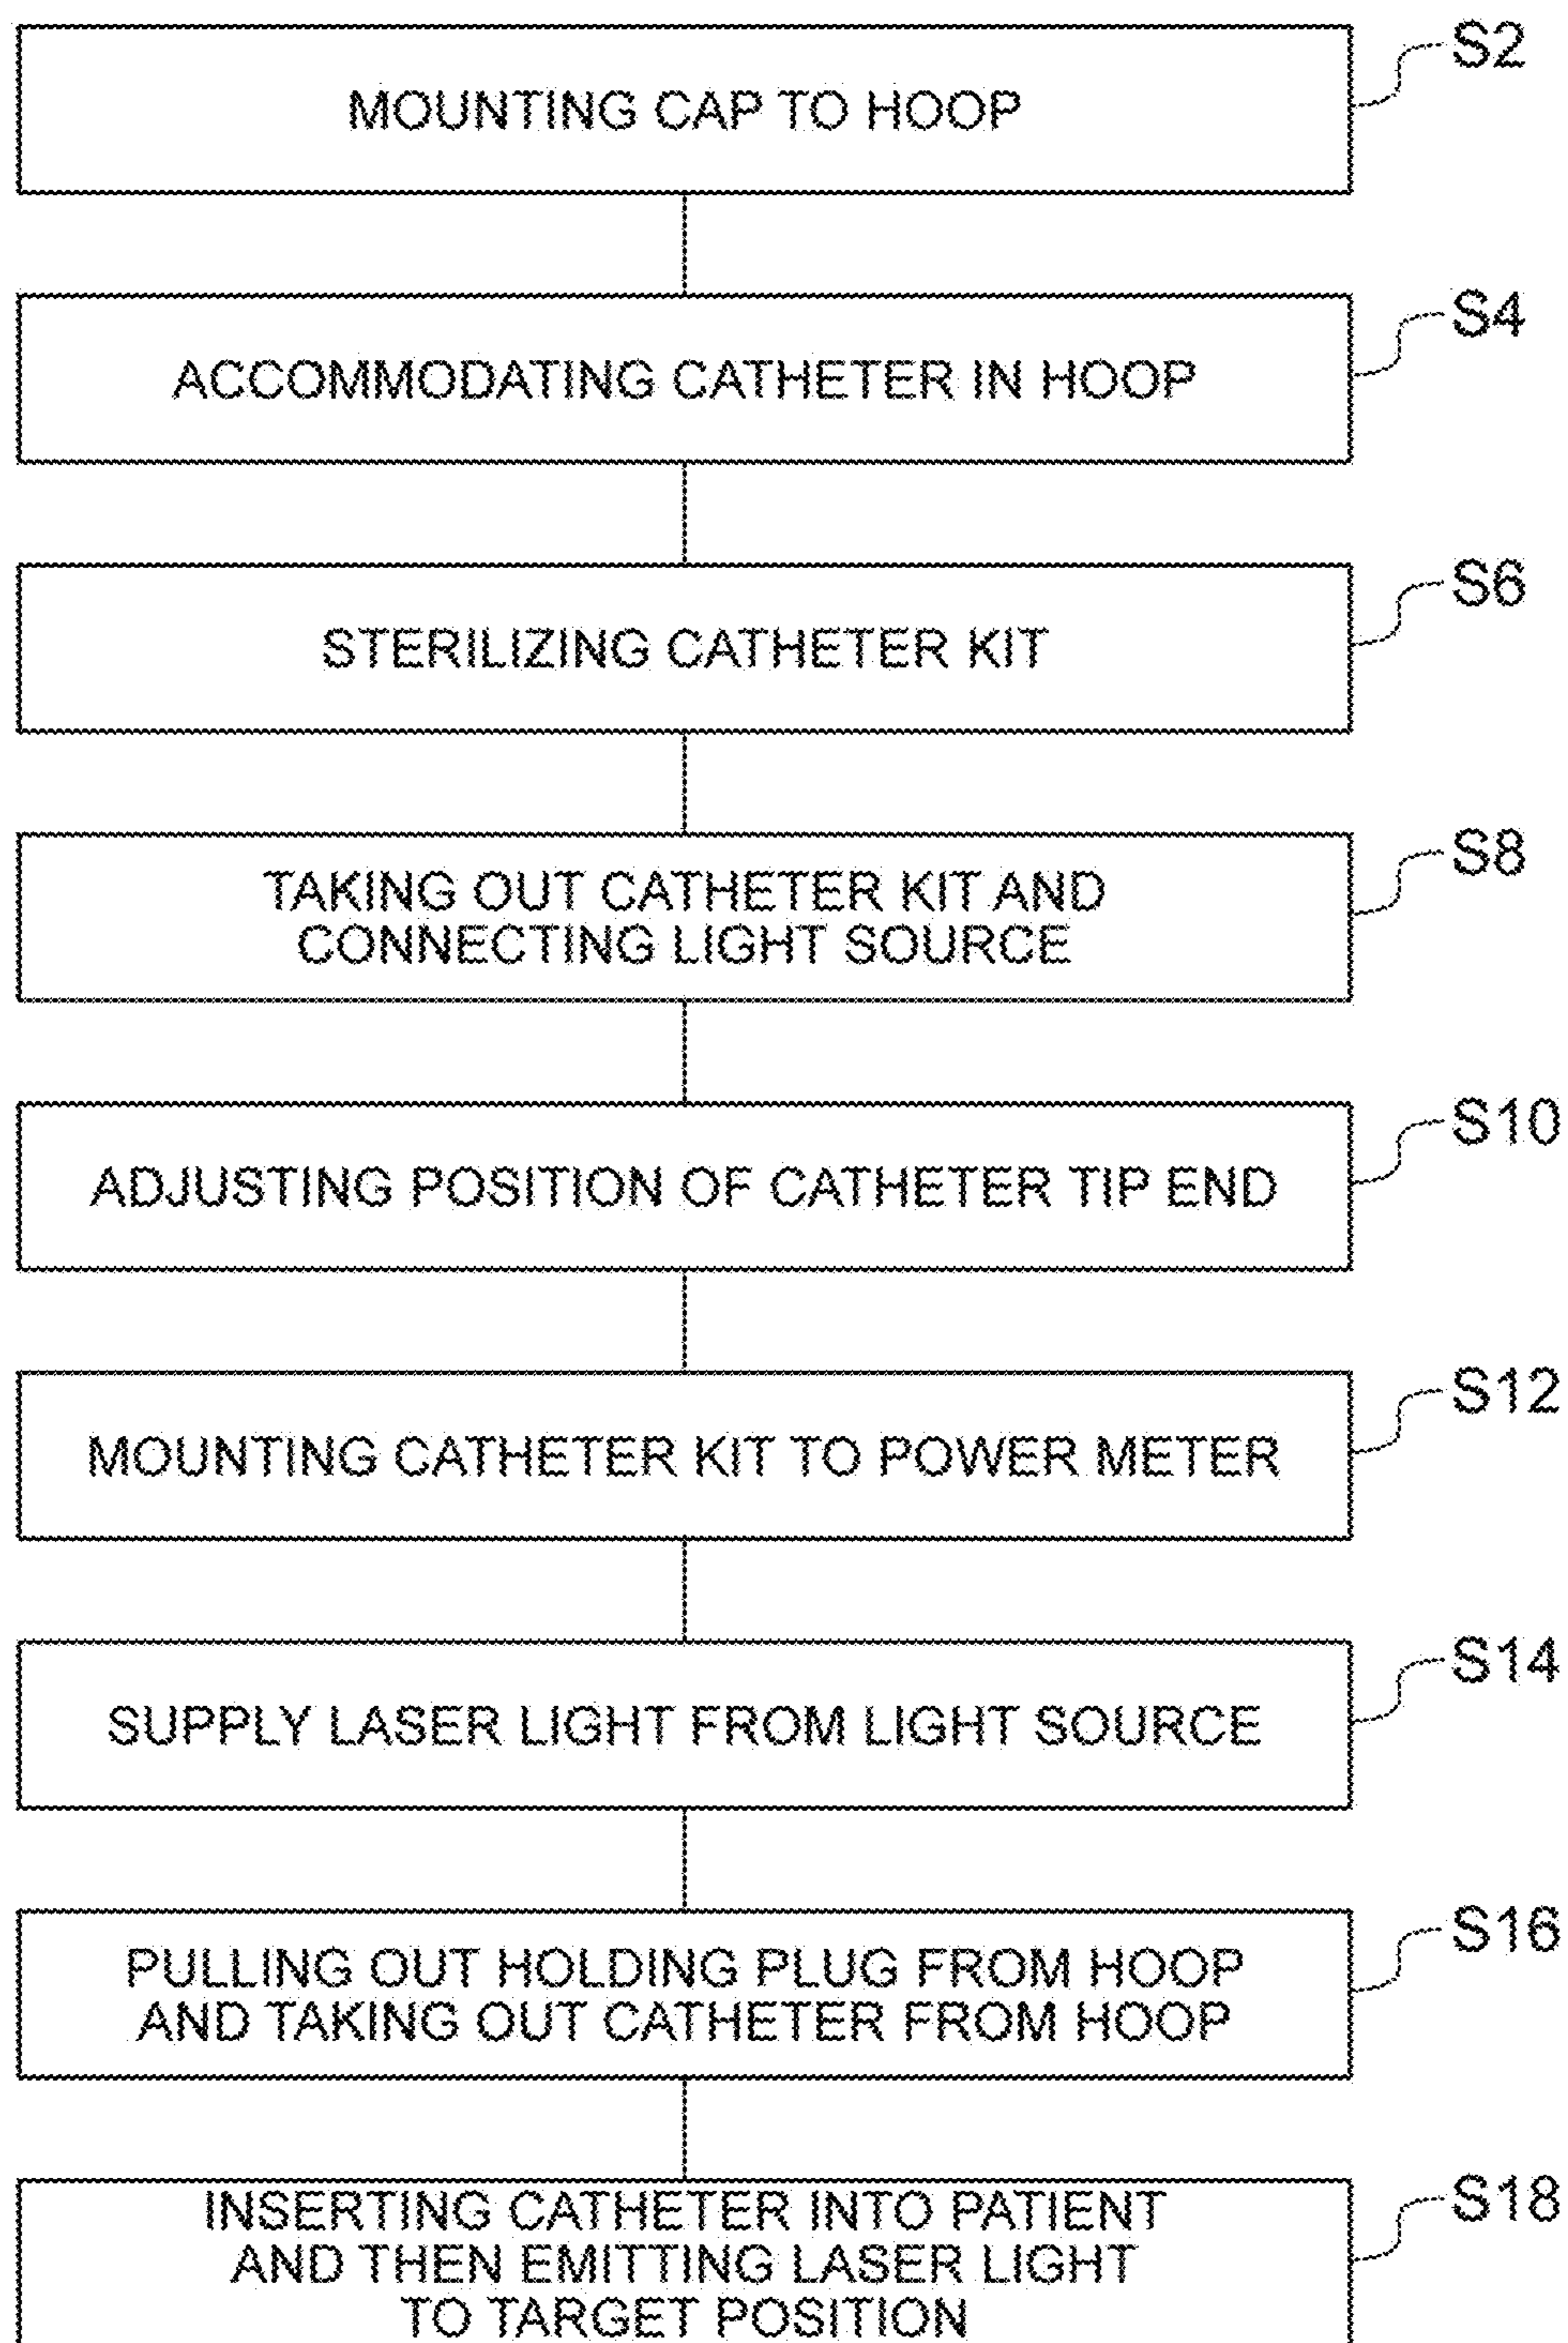 MOUNTING CAP TO HOOP
S2
ACCOMMODATING CATHETER IN HOOP
S4
STERILIZING CATHETER KIT
S6
TAKING OUT CATHETER KIT AND
CONNECTING LIGHT SOURCE
S8
ADJUSTING POSITION OF CATHETER TIP END
S10
MOUNTING CATHETER KIT TO POWER METER
S12
SUPPLY LASER LIGHT FROM LIGHT SOURCE
S14
PULLING OUT HOLDING PLUG FROM HOOP
AND TAKING OUT CATHETER FROM HOOP
S16
INSERTING CATHETER INTO PATIENT
AND THEN EMITTING LASER LIGHT
TO TARGET POSITION
S18